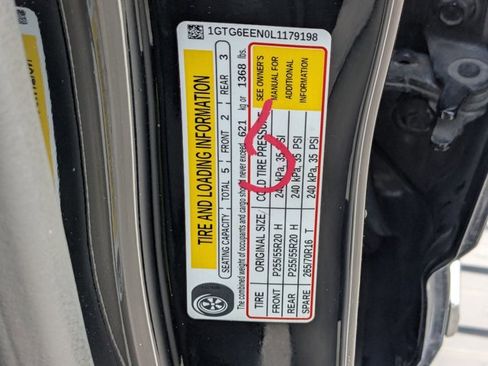 1GTG6EEN0L1179198
TIRE AND LOADING INFORMATION
SEATING CAPACITY TOTAL 5 FRONT 2 REAR 3
The combined weight of occupants and cargo should never exceed 621 kg or 1368 lbs.
TIRE ORIGINAL SIZE COLD TIRE PRESSURE
FRONT P255/55R20 H 240 kPa, 35 PSI
REAR P255/55R20 H 240 kPa, 35 PSI
SPARE 265/70R16 T 240 kPa, 35 PSI
SEE OWNER'S
MANUAL FOR
ADDITIONAL
INFORMATION